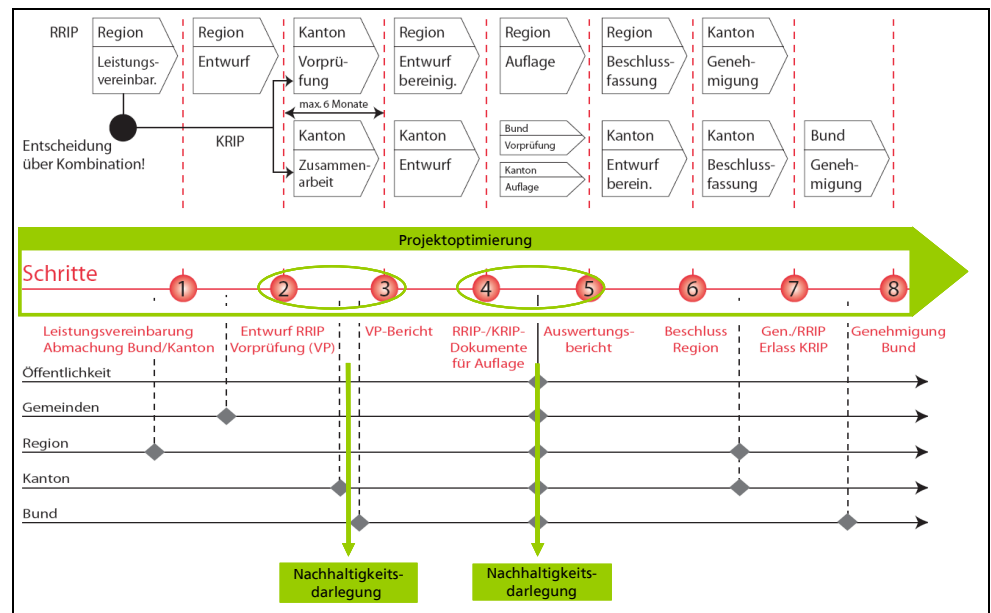 RRIP
Region
Leistungs-
vereinbar.
Region
Entwurf
Kanton
Vorprü-
fung
Region
Entwurf
bereinig.
Region
Auflage
Region
Beschluss-
fassung
Kanton
Geneh-
migung
max. 6 Monate
Entscheidung
über Kombination!
KRIP
Kanton
Zusammen-
arbeit
Kanton
Entwurf
Bund
Vorprüfung
Kanton
Auflage
Kanton
Entwurf
berein.
Kanton
Beschluss-
fassung
Bund
Geneh-
migung
Projektoptimierung
Schritte
1
2
3
4
5
6
7
8
Leistungsvereinbarung
Abmachung Bund/Kanton
Entwurf RRIP
Vorprüfung (VP)
VP-Bericht
RRIP-/KRIP-
Dokumente
für Auflage
Auswertungs-
bericht
Beschluss
Region
Gen./RRIP
Erlass KRIP
Genehmigung
Bund
Öffentlichkeit
Gemeinden
Region
Kanton
Bund
Nachhaltigkeits-
darlegung
Nachhaltigkeits-
darlegung